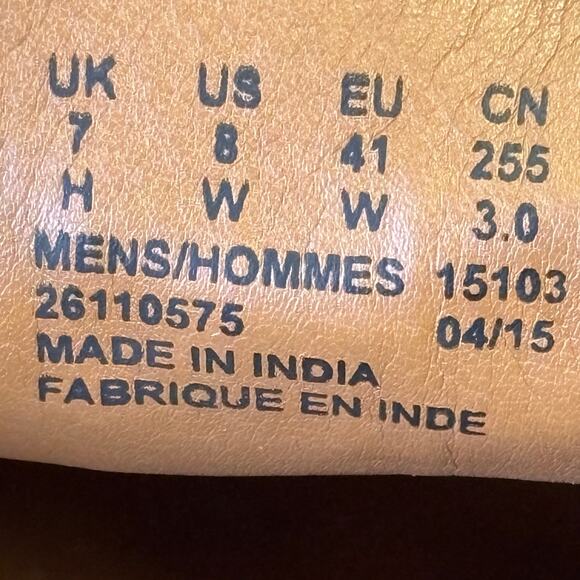 UK US EU CN
7 8 41 255
H W W 3.0
MENS/HOMMES 15103
26110575 04/15
MADE IN INDIA
FABRIQUE EN INDE